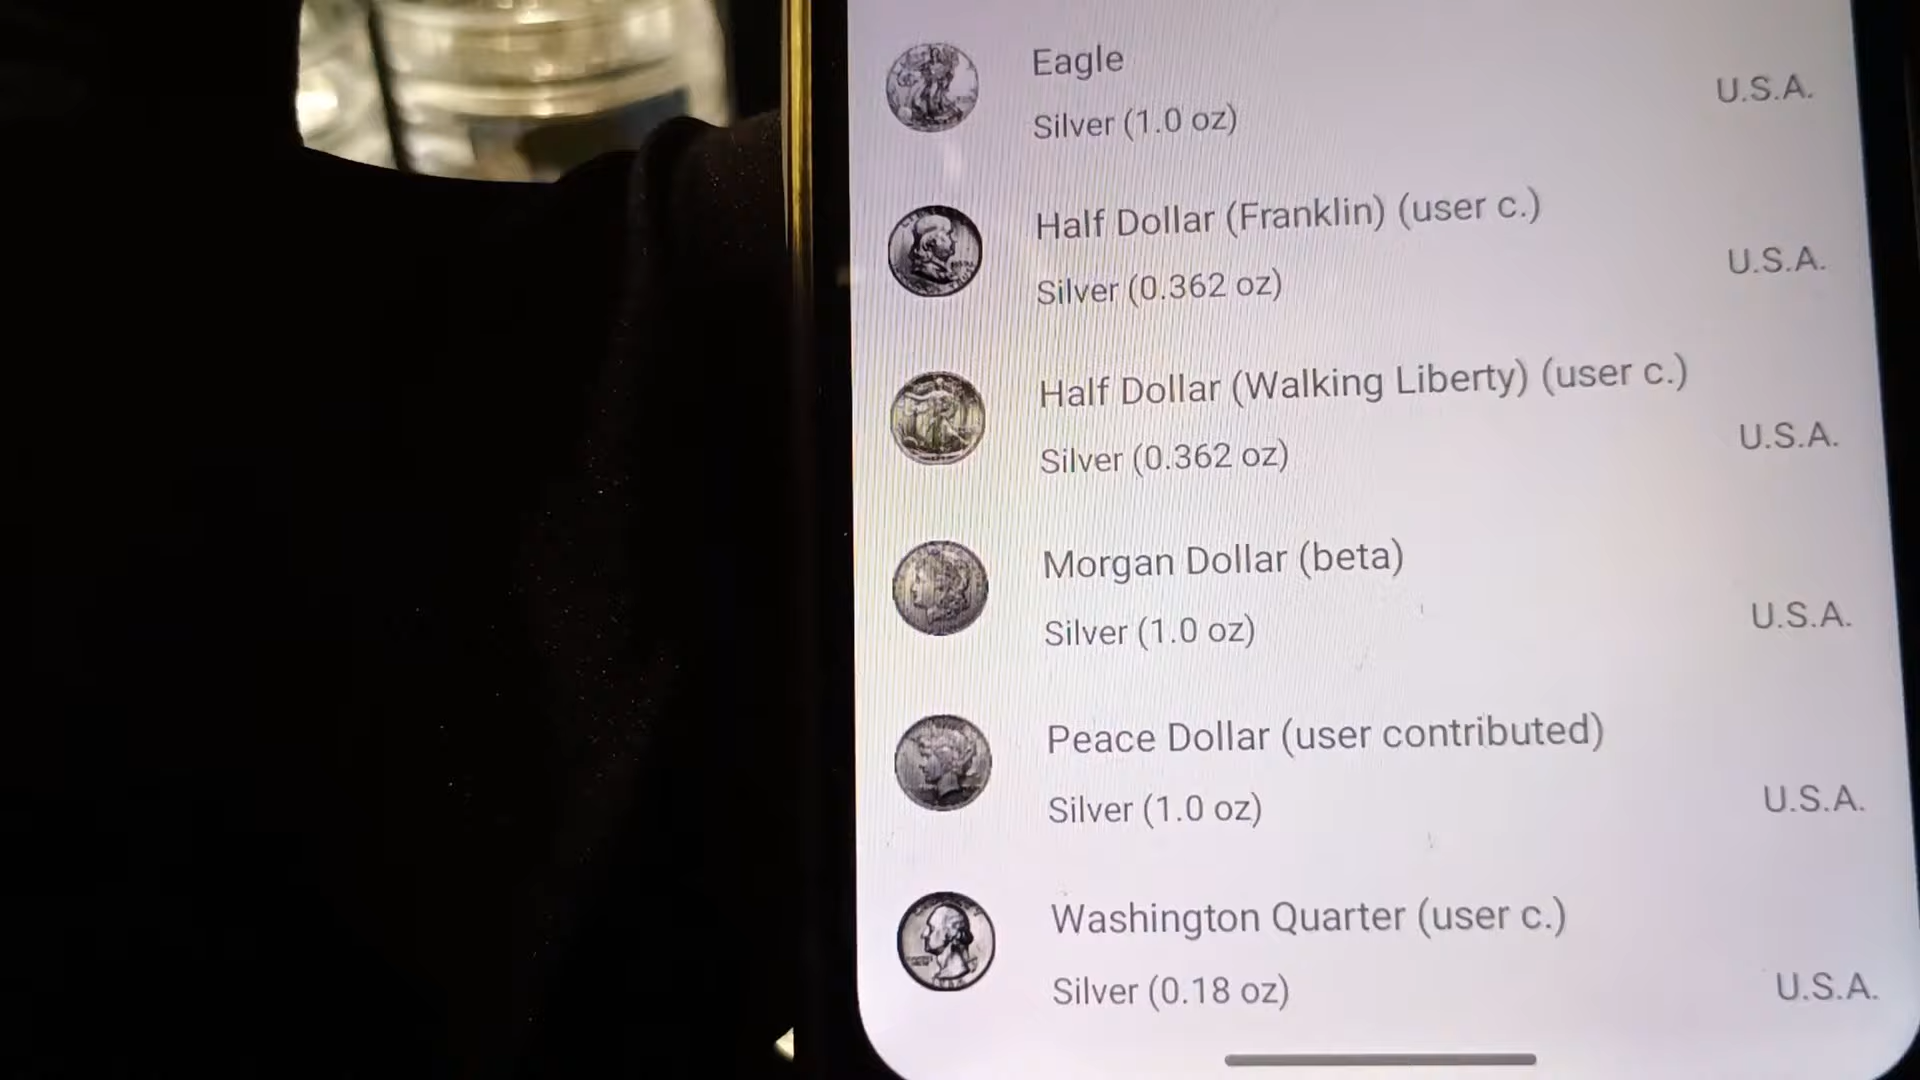 Eagle
Silver (1.0 oz)
U.S.A.
Half Dollar (Franklin) (user c.)
Silver (0.362 oz)
U.S.A.
Half Dollar (Walking Liberty) (user c.)
Silver (0.362 oz)
U.S.A.
Morgan Dollar (beta)
Silver (1.0 oz)
U.S.A.
Peace Dollar (user contributed)
Silver (1.0 oz)
U.S.A.
Washington Quarter (user c.)
Silver (0.18 oz)
U.S.A.